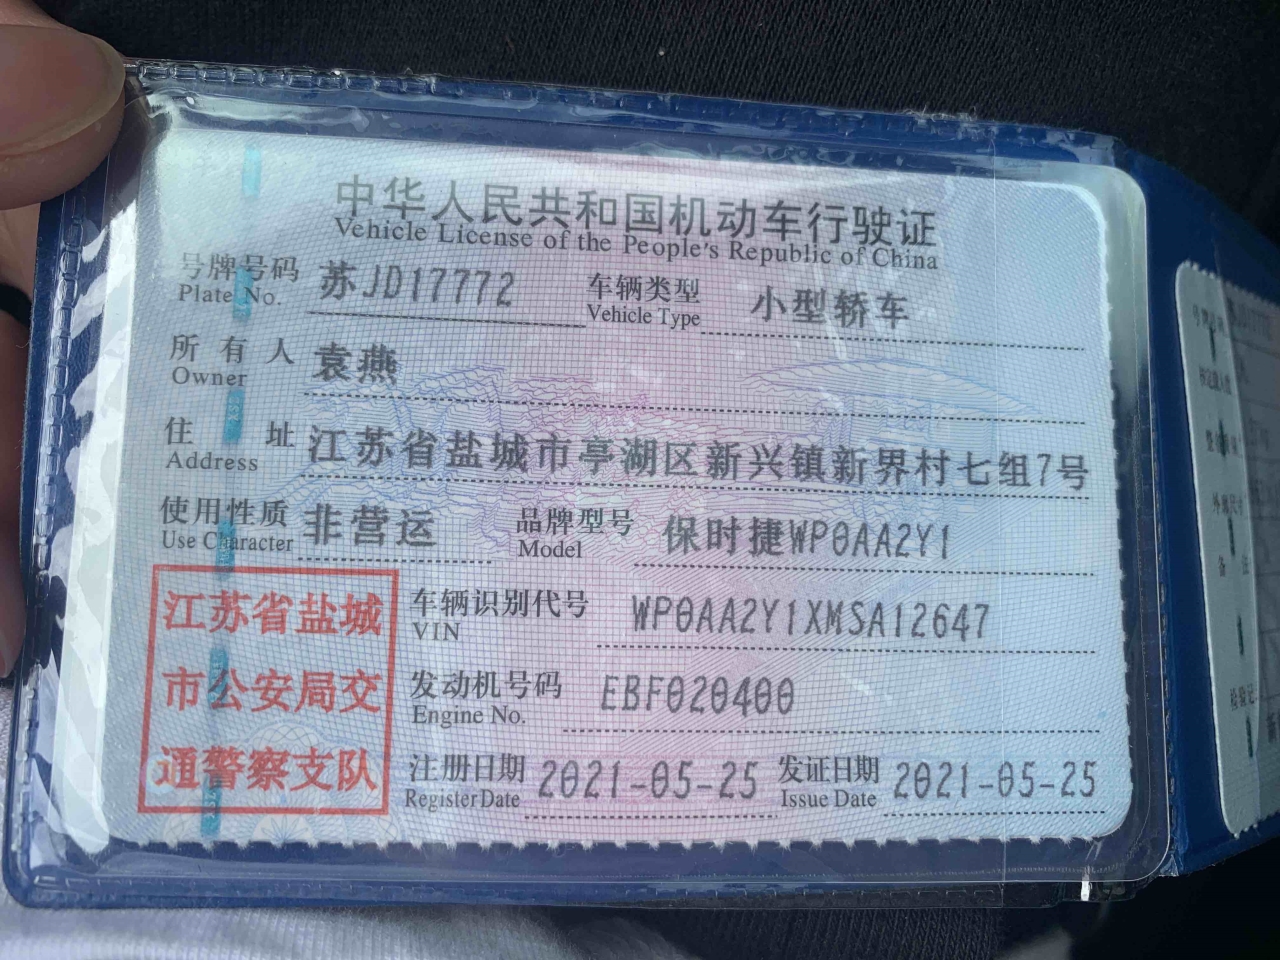 中华人民共和国机动车行驶证
Vehicle License of the People's Republic of China
号牌号码 苏JD17772 车辆类型 小型轿车
Plate No. Vehicle Type
所有人 袁燕
Owner
住址 江苏省盐城市亭湖区新兴镇新界村七组7号
Address
使用性质 非营运 品牌型号 保时捷WP0AA2Y1
Use Character Model
江苏省盐城
市公安局交
通警察支队
车辆识别代号 WP0AA2Y1XMSA12647
VIN
发动机号码 EBF020400
Engine No.
注册日期 2021-05-25 发证日期 2021-05-25
Register Date Issue Date